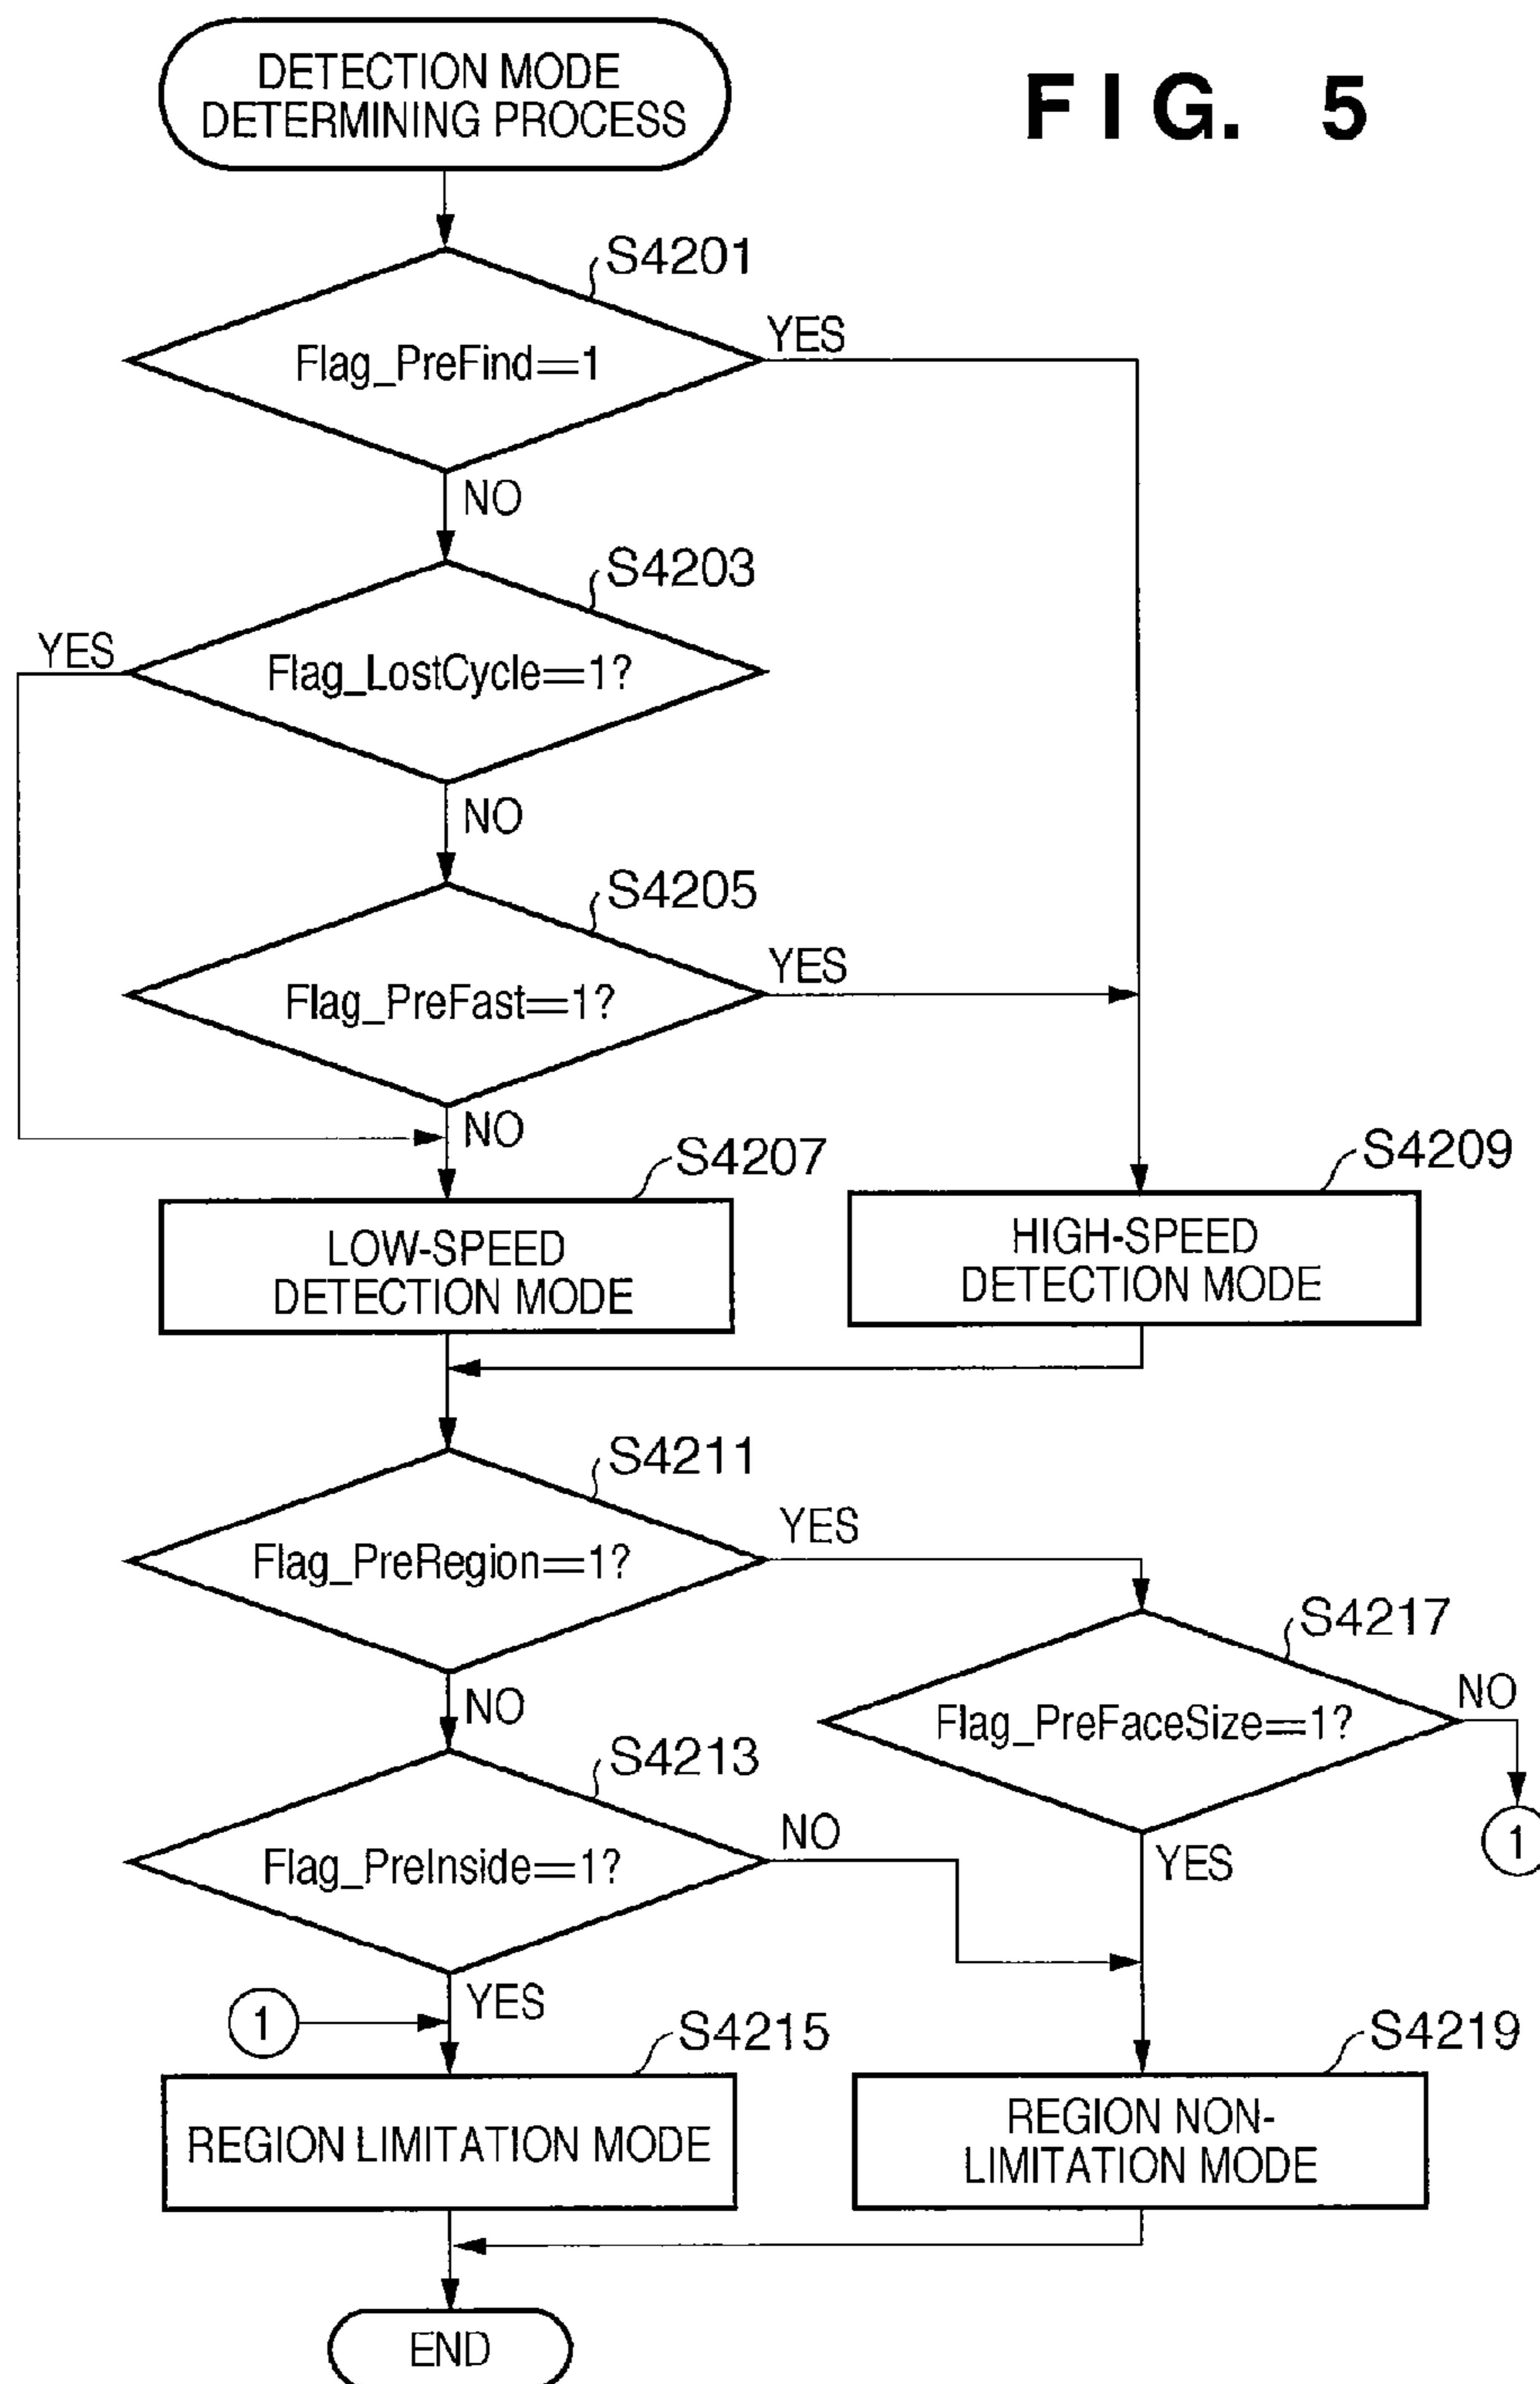 DETECTION MODE
DETERMINING PROCESS
FIG. 5
S4201
Flag_PreFind==1
YES
NO
S4203
YES
Flag_LostCycle==1?
NO
S4205
Flag_PreFast==1?
YES
NO
S4207
LOW-SPEED
DETECTION MODE
S4209
HIGH-SPEED
DETECTION MODE
S4211
Flag_PreRegion==1?
YES
NO
S4217
Flag_PreFaceSize==1?
NO
1
YES
S4213
Flag_PreInside==1?
NO
YES
1
S4215
REGION LIMITATION MODE
S4219
REGION NON-
LIMITATION MODE
END